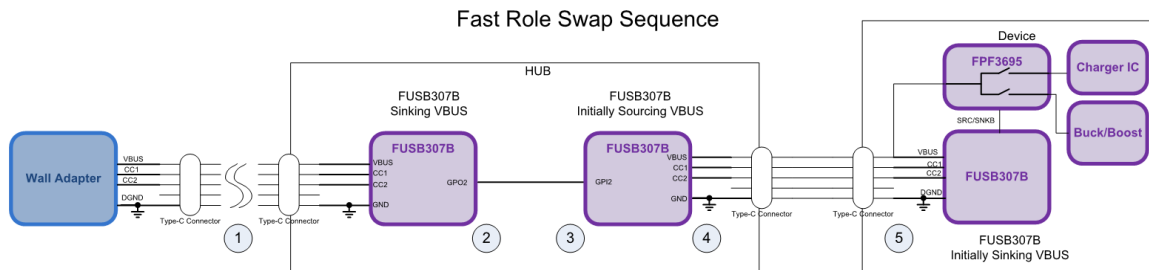 Fast Role Swap Sequence
Device
HUB
FPF3695
Charger IC
FUSB307B
Sinking VBUS
FUSB307B
Initially Sourcing VBUS
SRC/SNKB
Buck/Boost
Wall Adapter
VBUS
CC1
CC2
DGND
Type-C Connector
1
Type-C Connector
FUSB307B
VBUS
CC1
CC2
GND
GPO2
2
3
FUSB307B
GPI2
VBUS
CC1
CC2
GND
4
Type-C Connector
Type-C Connector
5
VBUS
CC1
CC2
DGND
FUSB307B
FUSB307B
Initially Sinking VBUS